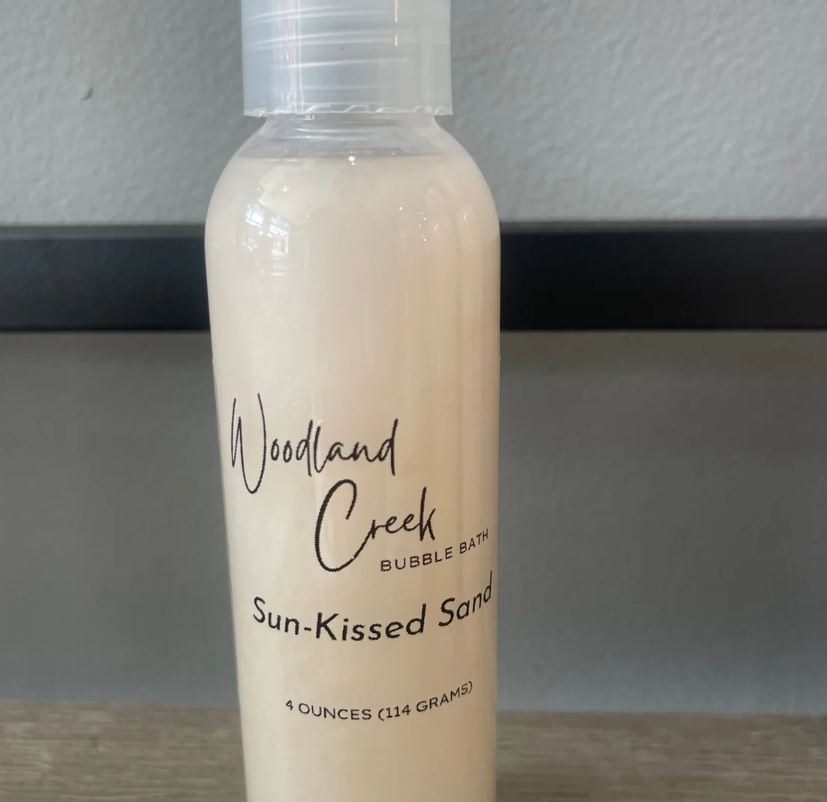 Woodland
Creek
BUBBLE BATH
Sun-Kissed Sand
4 OUNCES (114 GRAMS)